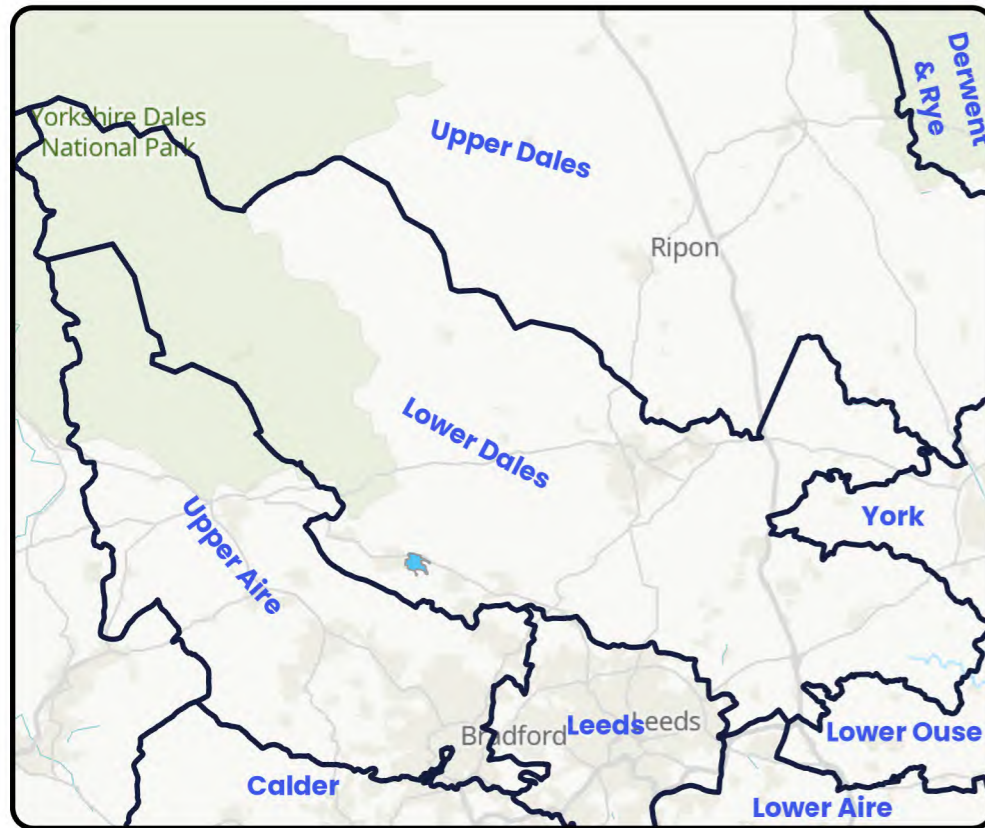 Derwent
& Rye
Yorkshire Dales
National Park
Upper Dales
Ripon
Lower Dales
Upper Aire
York
Bradford
Leeds
Leeds
Lower Ouse
Calder
Lower Aire